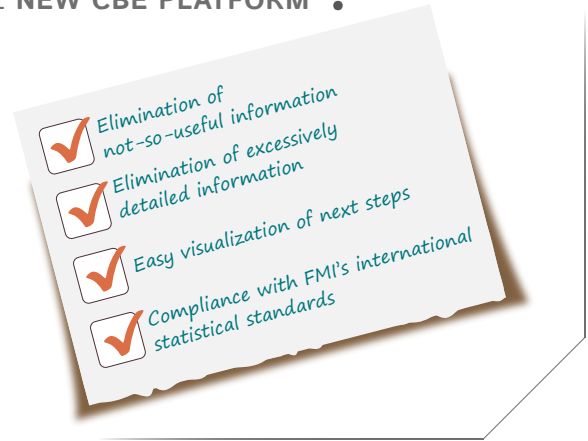 NEW CBE PLATFORM
Elimination of
not-so-useful information
Elimination of excessively
detailed information
Easy visualization of next steps
Compliance with FMI's international
statistical standards